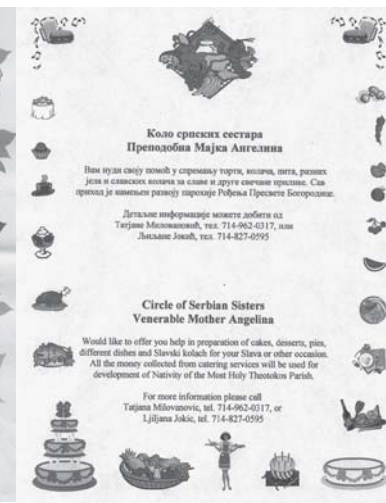 Коло српских сестара
Преподобна Мајка Ангелина
Вам нуди своју помоћ у спремању торти, колача, пита, разних
јела и славских колача за славе и друге свечане прилике. Сав
приход је намењен развоју парохије Рођења Пресвете Богородице.
Детаљне информације можете добити од
Татјане Миловановић, тел. 714-962-0317, или
Љиљане Јокић, тел. 714-827-0595
Circle of Serbian Sisters
Venerable Mother Angelina
Would like to offer you help in preparation of cakes, desserts, pies,
different dishes and Slavski kolach for your Slava or other occasion.
All the money collected from catering services will be used for
development of Nativity of the Most Holy Theotokos Parish.
For more information please call
Tatjana Milovanovic, tel. 714-962-0317, or
Ljiljana Jokic, tel. 714-827-0595